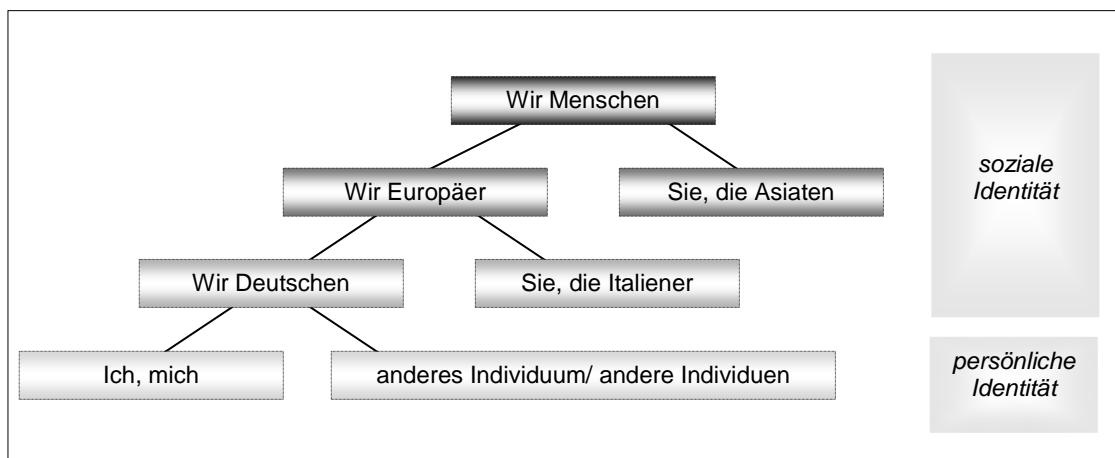 Wir Menschen
Wir Europäer
Sie, die Asiaten
soziale
Identität
Wir Deutschen
Sie, die Italiener
Ich, mich
anderes Individuum/ andere Individuen
persönliche
Identität